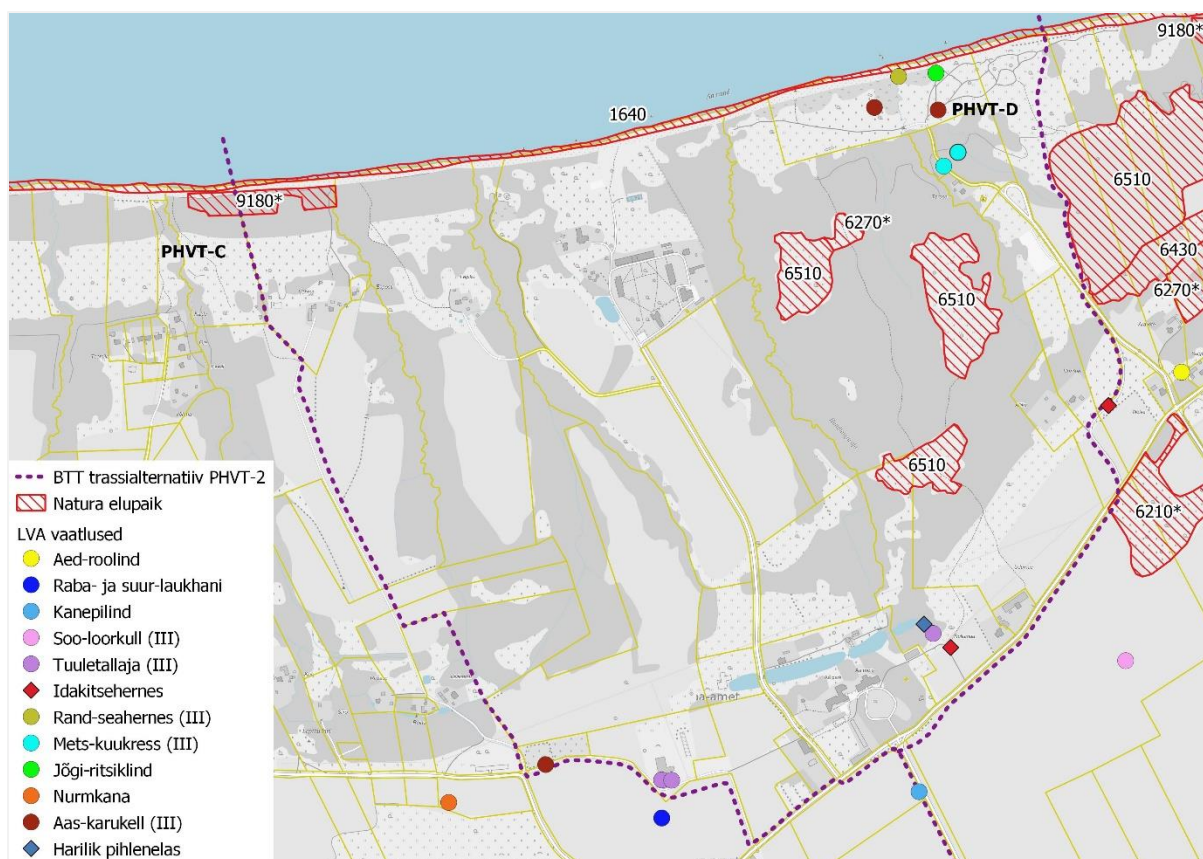 9180*
PHVT-D
1640
6510
9180*
6270*
PHVT-C
6510
6430
6510
6270*
6510
6210*
ia-amet
BTT trassialternatiiv PHVT-2
Natura elupaik
LVA vaatlused
Aed-roolind
Raba- ja suur-laukhani
Kanepilind
Soo-loorkull (III)
Tuuletallaja (III)
Idakitsehernes
Rand-seahernes (III)
Mets-kuukress (III)
Jõgi-ritsiklind
Nurmkana
Aas-karukell (III)
Harilik pihlenelas